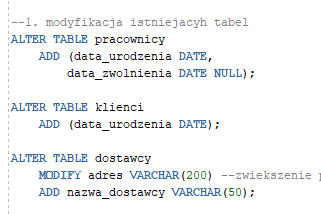 --1. modyfikacja istniejacyh tabel
ALTER TABLE pracownicy
ADD (data_urodzenia DATE,
data_zwolnienia DATE NULL);
ALTER TABLE klienci
ADD (data_urodzenia DATE);
ALTER TABLE dostawcy
MODIFY adres VARCHAR(200) --zwiekszenie
ADD nazwa_dostawcy VARCHAR(50);